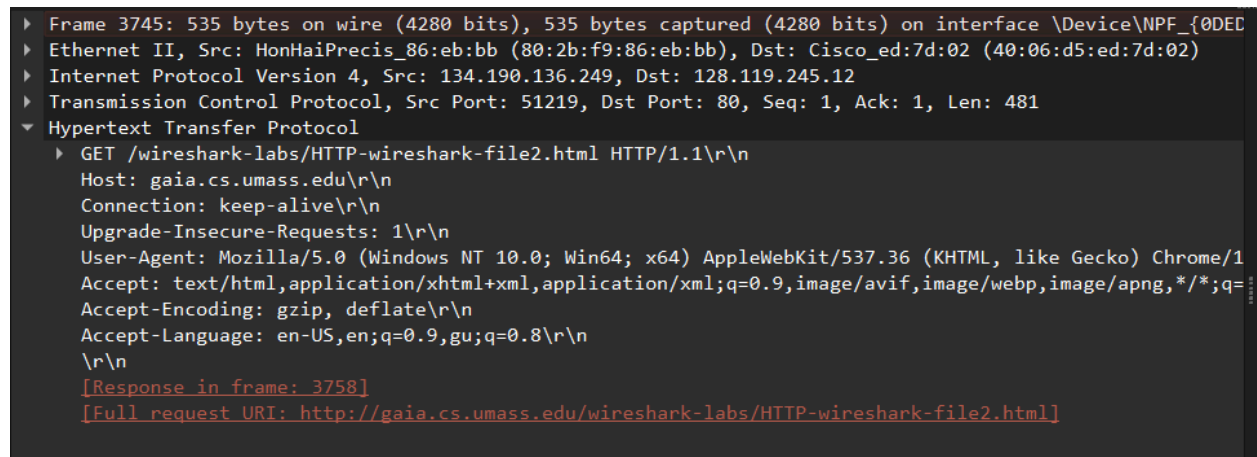 Frame 3745: 535 bytes on wire (4280 bits), 535 bytes captured (4280 bits) on interface \Device\NPF_{0DED
Ethernet II, Src: HonHaiPrecis_86:eb:bb (80:2b:f9:86:eb:bb), Dst: Cisco_ed:7d:02 (40:06:d5:ed:7d:02)
Internet Protocol Version 4, Src: 134.190.136.249, Dst: 128.119.245.12
Transmission Control Protocol, Src Port: 51219, Dst Port: 80, Seq: 1, Ack: 1, Len: 481
Hypertext Transfer Protocol
GET /wireshark-labs/HTTP-wireshark-file2.html HTTP/1.1\r\n
Host: gaia.cs.umass.edu\r\n
Connection: keep-alive\r\n
Upgrade-Insecure-Requests: 1\r\n
User-Agent: Mozilla/5.0 (Windows NT 10.0; Win64; x64) AppleWebKit/537.36 (KHTML, like Gecko) Chrome/1
Accept: text/html,application/xhtml+xml,application/xml;q=0.9,image/avif,image/webp,image/apng,*/*;q=
Accept-Encoding: gzip, deflate\r\n
Accept-Language: en-US,en;q=0.9,gu;q=0.8\r\n
\r\n
[Response in frame: 3758]
[Full request URI: http://gaia.cs.umass.edu/wireshark-labs/HTTP-wireshark-file2.html]